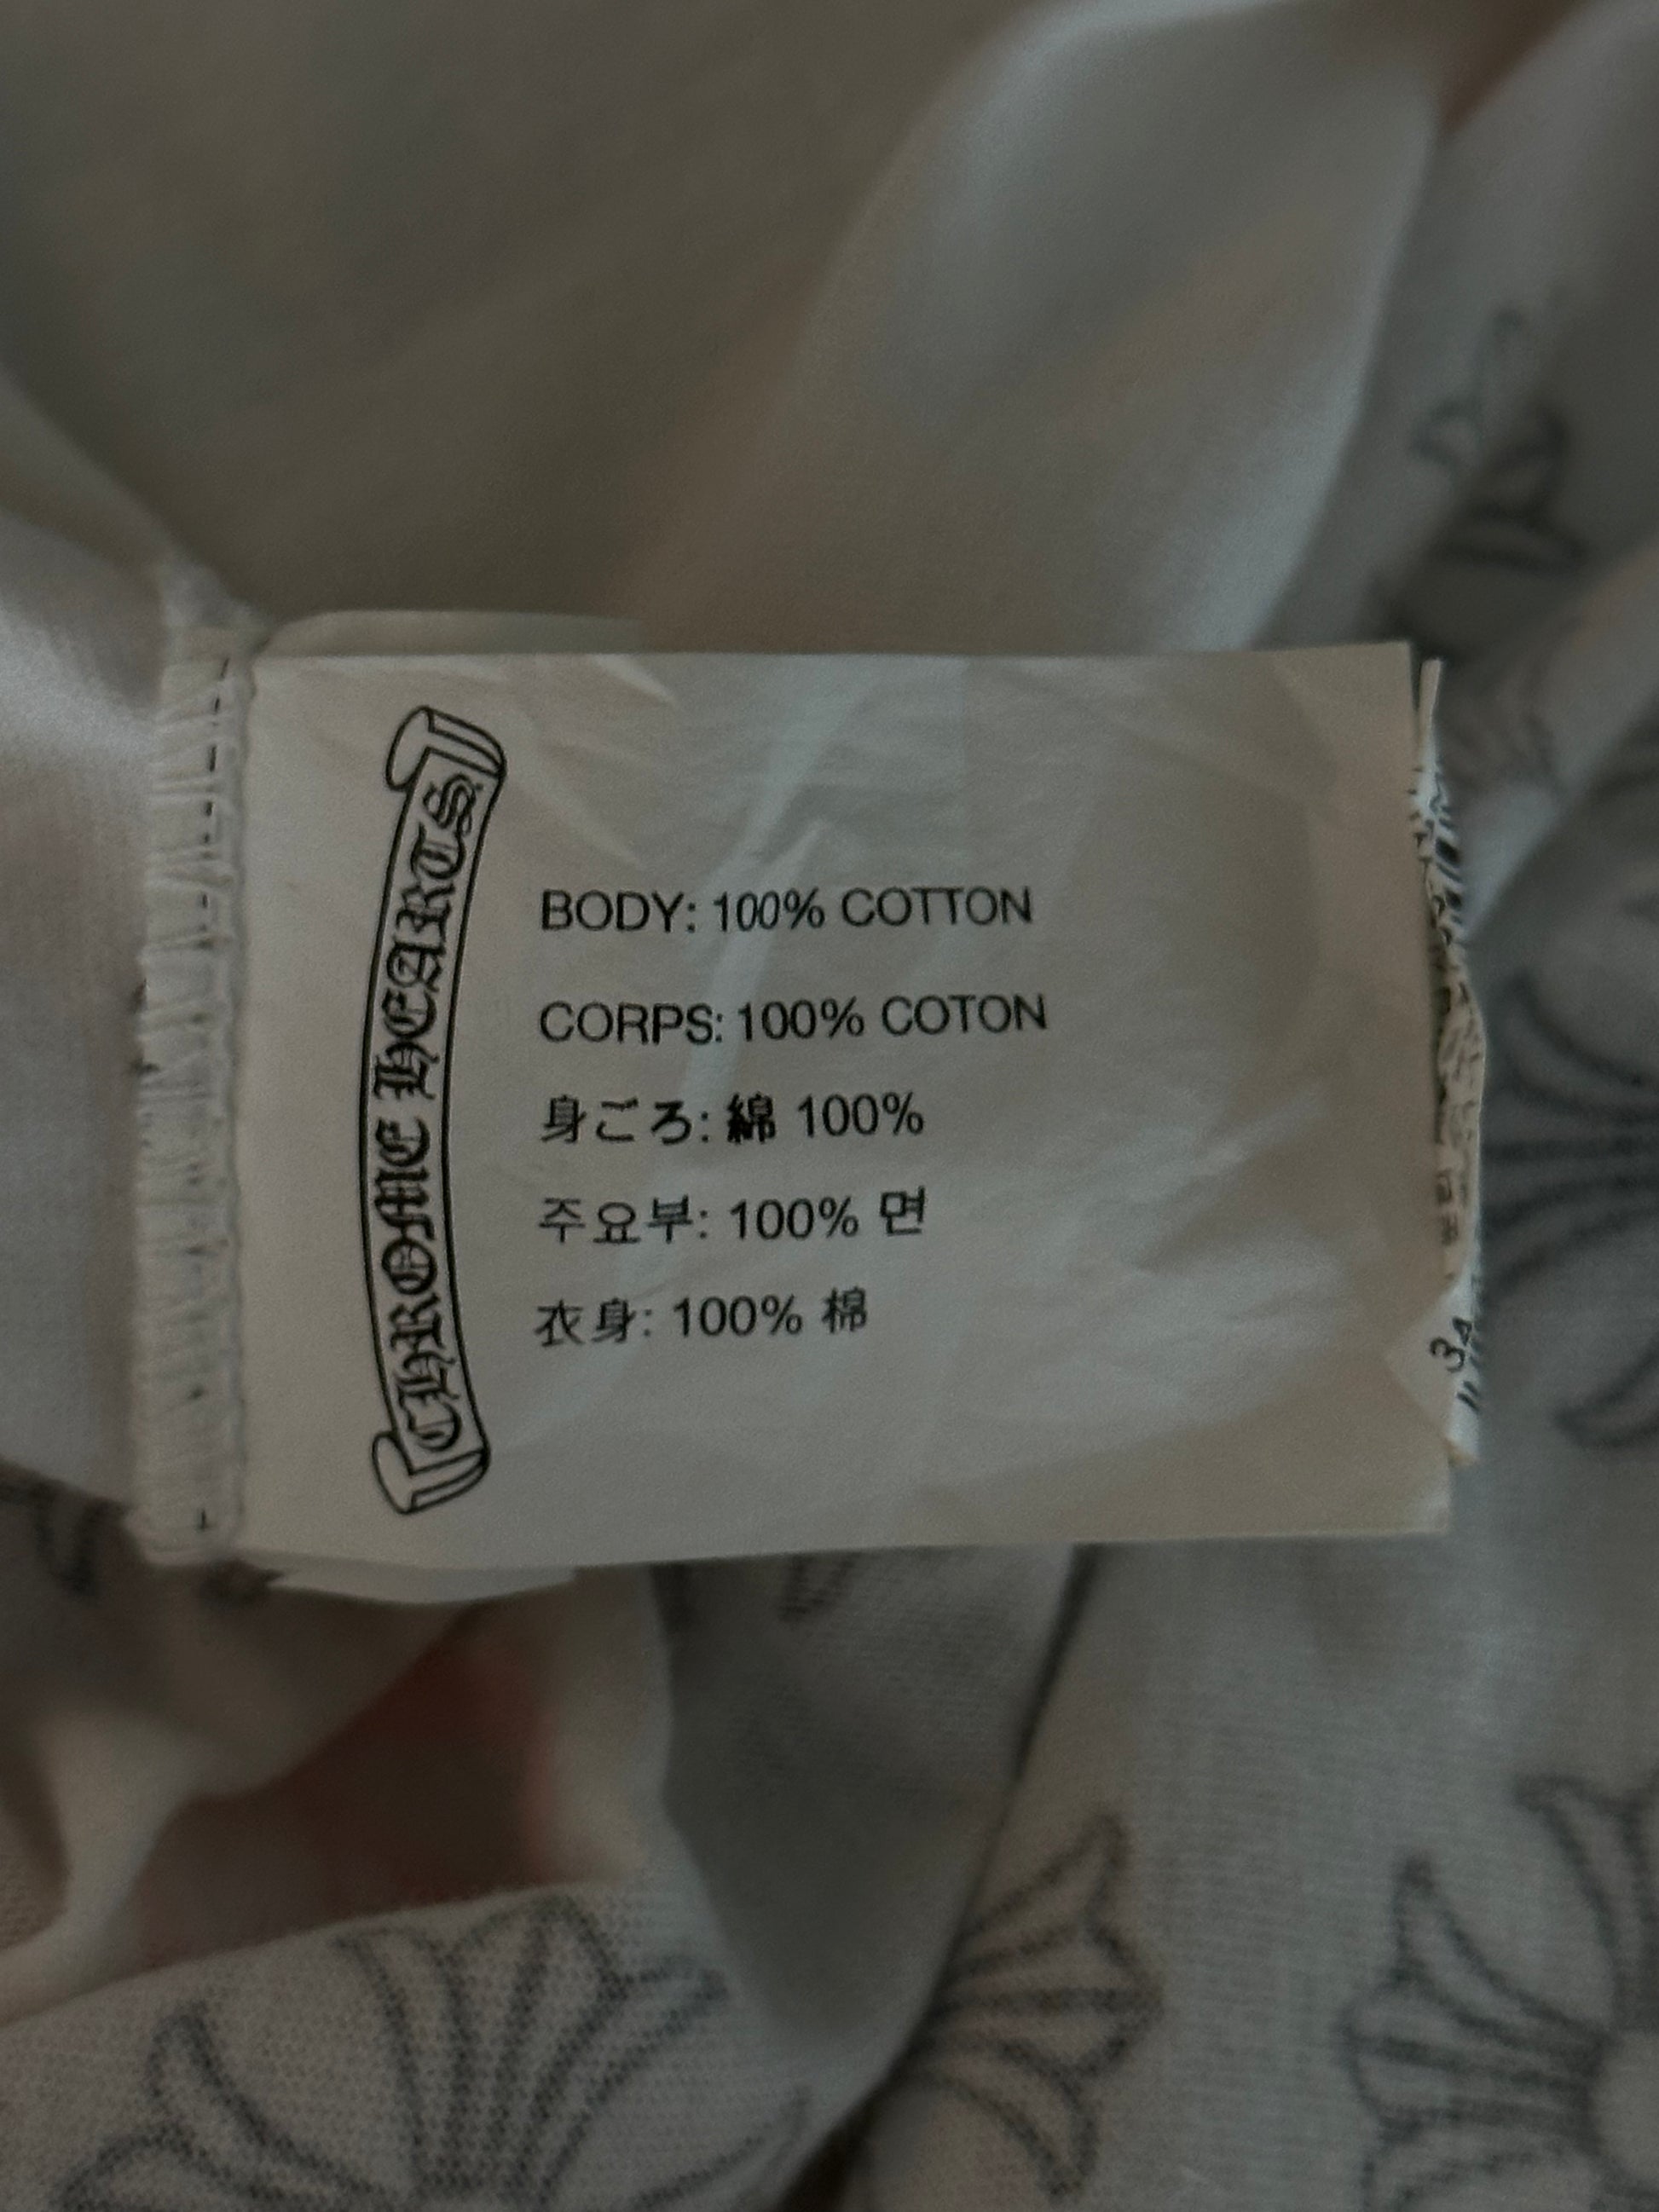 CHROME HEARTS
BODY: 100% COTTON
CORPS: 100% COTON
身ごろ: 綿 100%
주요부: 100% 면
衣身: 100% 棉